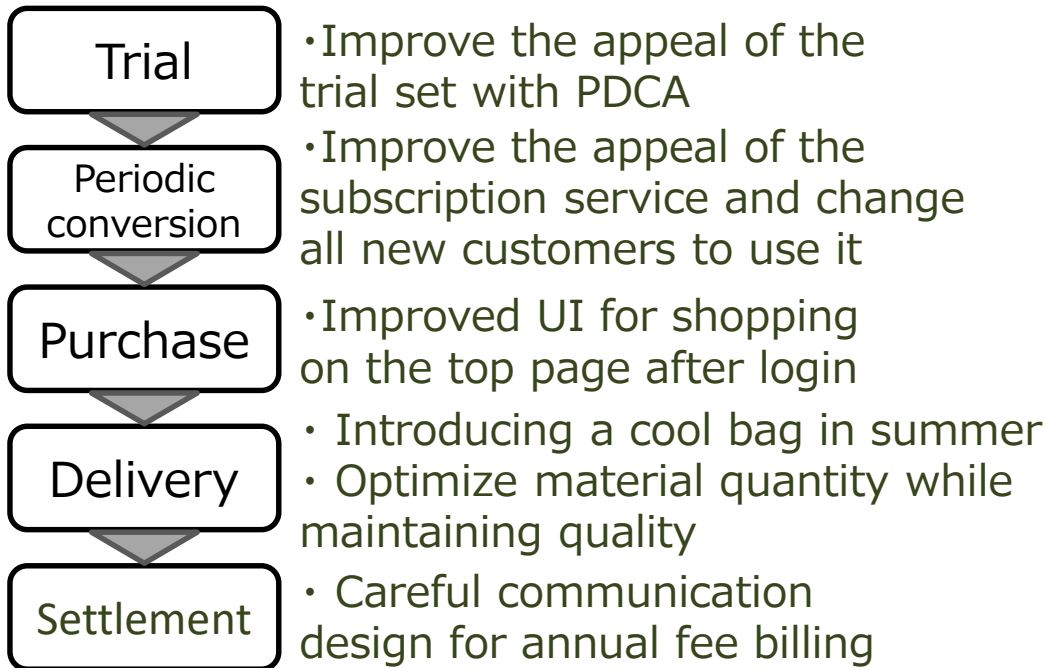 Trial
・Improve the appeal of the
trial set with PDCA
Periodic
conversion
・Improve the appeal of the
subscription service and change
all new customers to use it
Purchase
・Improved UI for shopping
on the top page after login
Delivery
・ Introducing a cool bag in summer
・ Optimize material quantity while
maintaining quality
Settlement
・ Careful communication
design for annual fee billing